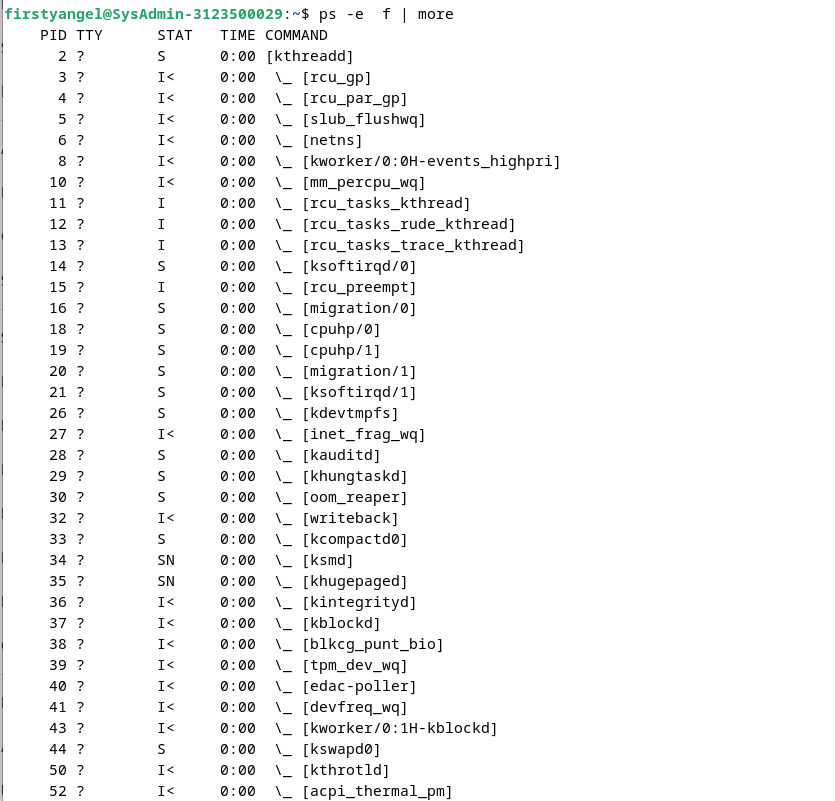 firstyangel@SysAdmin-3123500029:~$ ps -e  f | more
    PID TTY      STAT   TIME COMMAND
      2 ?        S      0:00 [kthreadd]
      3 ?        I<     0:00  \_ [rcu_gp]
      4 ?        I<     0:00  \_ [rcu_par_gp]
      5 ?        I<     0:00  \_ [slub_flushwq]
      6 ?        I<     0:00  \_ [netns]
      8 ?        I<     0:00  \_ [kworker/0:0H-events_highpri]
     10 ?        I<     0:00  \_ [mm_percpu_wq]
     11 ?        I      0:00  \_ [rcu_tasks_kthread]
     12 ?        I      0:00  \_ [rcu_tasks_rude_kthread]
     13 ?        I      0:00  \_ [rcu_tasks_trace_kthread]
     14 ?        S      0:00  \_ [ksoftirqd/0]
     15 ?        I      0:00  \_ [rcu_preempt]
     16 ?        S      0:00  \_ [migration/0]
     18 ?        S      0:00  \_ [cpuhp/0]
     19 ?        S      0:00  \_ [cpuhp/1]
     20 ?        S      0:00  \_ [migration/1]
     21 ?        S      0:00  \_ [ksoftirqd/1]
     26 ?        S      0:00  \_ [kdevtmpfs]
     27 ?        I<     0:00  \_ [inet_frag_wq]
     28 ?        S      0:00  \_ [kauditd]
     29 ?        S      0:00  \_ [khungtaskd]
     30 ?        S      0:00  \_ [oom_reaper]
     32 ?        I<     0:00  \_ [writeback]
     33 ?        S      0:00  \_ [kcompactd0]
     34 ?        SN     0:00  \_ [ksmd]
     35 ?        SN     0:00  \_ [khugepaged]
     36 ?        I<     0:00  \_ [kintegrityd]
     37 ?        I<     0:00  \_ [kblockd]
     38 ?        I<     0:00  \_ [blkcg_punt_bio]
     39 ?        I<     0:00  \_ [tpm_dev_wq]
     40 ?        I<     0:00  \_ [edac-poller]
     41 ?        I<     0:00  \_ [devfreq_wq]
     43 ?        I<     0:00  \_ [kworker/0:1H-kblockd]
     44 ?        S      0:00  \_ [kswapd0]
     50 ?        I<     0:00  \_ [kthrotld]
     52 ?        I<     0:00  \_ [acpi_thermal_pm]